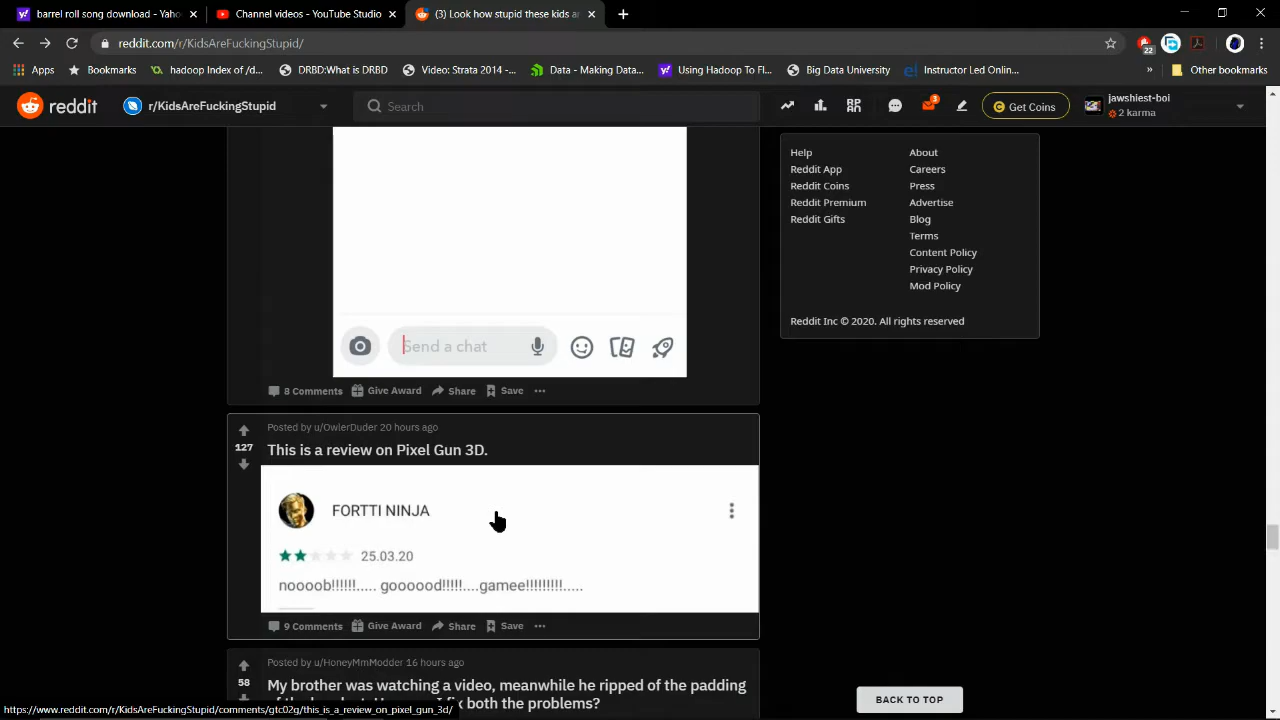 barrel roll song download - Yaho
Channel videos - YouTube Studio
(3) Look how stupid these kids ar
reddit.com/r/KidsAreFuckingStupid/
22
Apps
Bookmarks
hadoop Index of /d...
DRBD:What is DRBD
Video: Strata 2014 -...
Data - Making Data...
Using Hadoop To Fl...
Big Data University
Instructor Led Onlin...
»
Other bookmarks
reddit
r/KidsAreFuckingStupid
Search
3
Get Coins
jawshiest-boi
2 karma
Help
About
Reddit App
Careers
Reddit Coins
Press
Reddit Premium
Advertise
Reddit Gifts
Blog
Terms
Content Policy
Privacy Policy
Mod Policy
Reddit Inc © 2020. All rights reserved
Send a chat
8 Comments
Give Award
Share
Save
...
Posted by u/OwlerDuder 20 hours ago
127
This is a review on Pixel Gun 3D.
FORTTI NINJA
25.03.20
noooob!!!!!!..... goooood!!!!!....gamee!!!!!!!!!.....
9 Comments
Give Award
Share
Save
...
Posted by u/HoneyMmModder 16 hours ago
58
My brother was watching a video, meanwhile he ripped of the padding
both the problems?
BACK TO TOP
https://www.reddit.com/r/KidsAreFuckingStupid/comments/gtc02g/this_is_a_review_on_pixel_gun_3d/